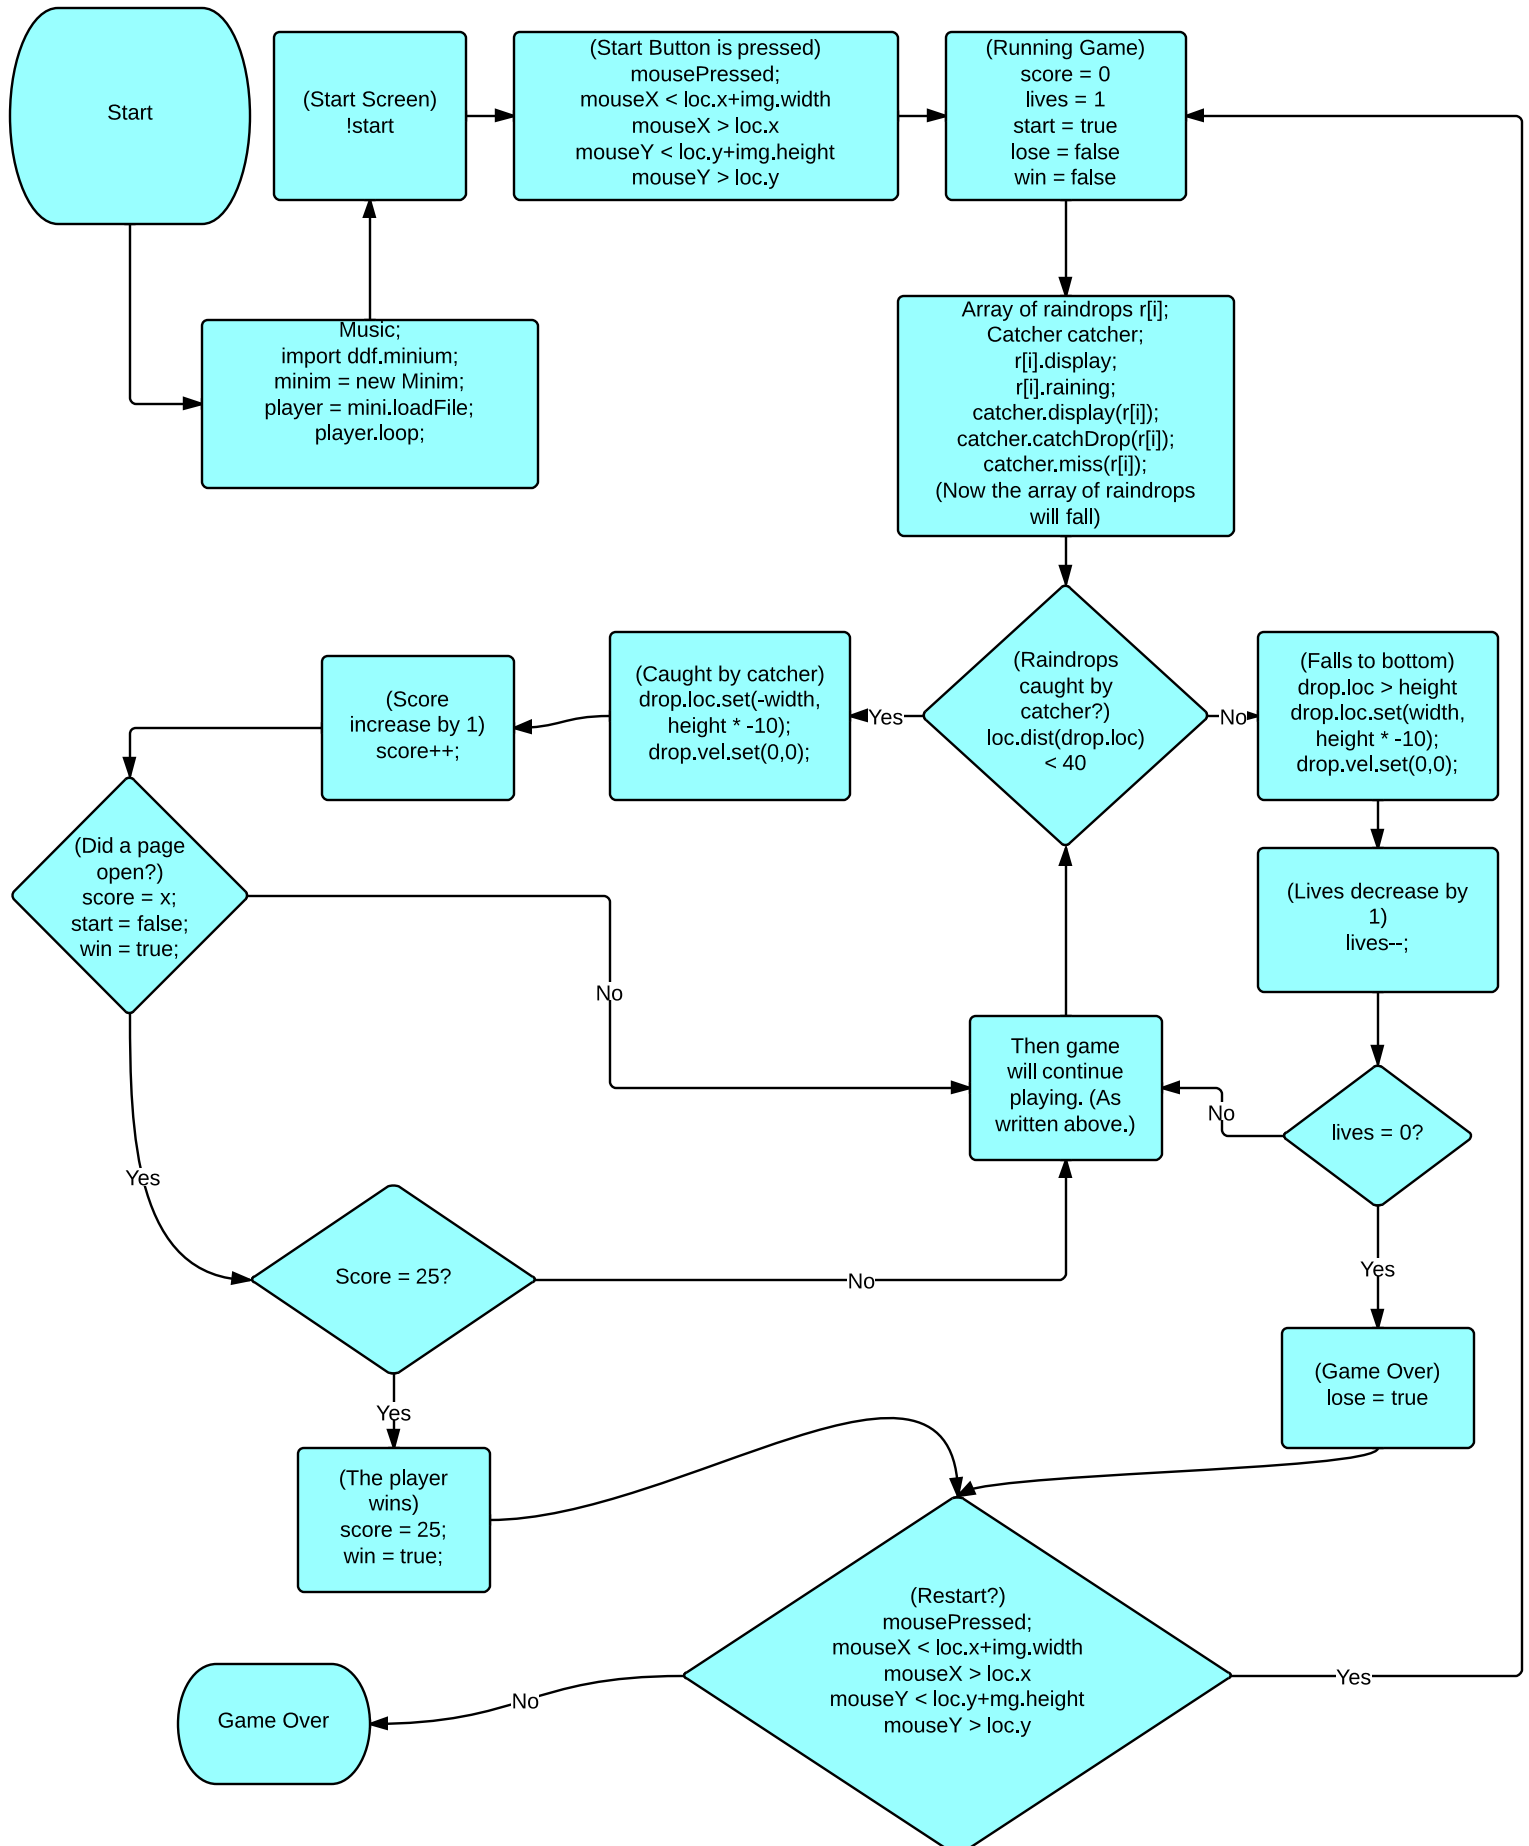 Start
(Start Screen)
!start
(Start Button is pressed)
mousePressed;
mouseX < loc.x+img.width
mouseX > loc.x
mouseY < loc.y+img.height
mouseY > loc.y
(Running Game)
score = 0
lives = 1
start = true
lose = false
win = false
Music;
import ddf.minium;
minim = new Minim;
player = mini.loadFile;
player.loop;
Array of raindrops r[i];
Catcher catcher;
r[i].display;
r[i].raining;
catcher.display(r[i]);
catcher.catchDrop(r[i]);
catcher.miss(r[i]);
(Now the array of raindrops
will fall)
(Raindrops
caught by
catcher?)
loc.dist(drop.loc)
< 40
Yes
No
(Caught by catcher)
drop.loc.set(-width,
height * -10);
drop.vel.set(0,0);
(Score
increase by 1)
score++;
(Falls to bottom)
drop.loc > height
drop.loc.set(width,
height * -10);
drop.vel.set(0,0);
(Did a page
open?)
score = x;
start = false;
win = true;
No
Yes
(Lives decrease by
1)
lives--;
Then game
will continue
playing. (As
written above.)
No
lives = 0?
Yes
Score = 25?
No
Yes
(Game Over)
lose = true
(The player
wins)
score = 25;
win = true;
(Restart?)
mousePressed;
mouseX < loc.x+img.width
mouseX > loc.x
mouseY < loc.y+mg.height
mouseY > loc.y
Yes
No
Game Over